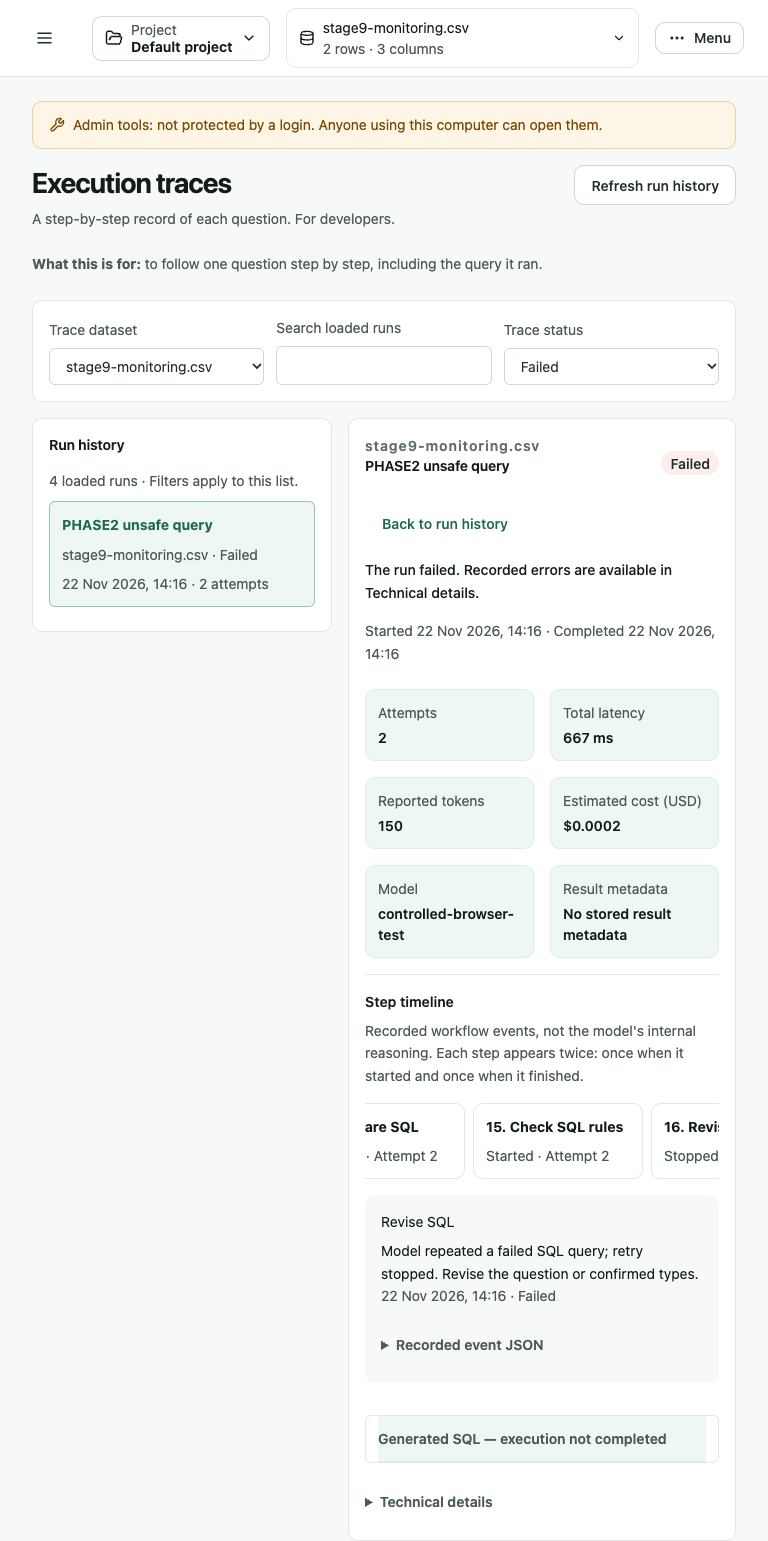 Project
Default project
stage9-monitoring.csv
2 rows · 3 columns
Menu
Admin tools: not protected by a login. Anyone using this computer can open them.
Execution traces
Refresh run history
A step-by-step record of each question. For developers.
What this is for: to follow one question step by step, including the query it ran.
Trace dataset
Search loaded runs
Trace status
stage9-monitoring.csv
Failed
Run history
4 loaded runs · Filters apply to this list.
PHASE2 unsafe query
stage9-monitoring.csv · Failed
22 Nov 2026, 14:16 · 2 attempts
stage9-monitoring.csv
PHASE2 unsafe query
Failed
Back to run history
The run failed. Recorded errors are available in
Technical details.
Started 22 Nov 2026, 14:16 · Completed 22 Nov 2026,
14:16
Attempts
2
Total latency
667 ms
Reported tokens
150
Estimated cost (USD)
$0.0002
Model
controlled-browser-
test
Result metadata
No stored result
metadata
Step timeline
Recorded workflow events, not the model's internal
reasoning. Each step appears twice: once when it
started and once when it finished.
are SQL
· Attempt 2
15. Check SQL rules
Started · Attempt 2
16. Revis
Stopped
Revise SQL
Model repeated a failed SQL query; retry
stopped. Revise the question or confirmed types.
22 Nov 2026, 14:16 · Failed
Recorded event JSON
Generated SQL — execution not completed
Technical details